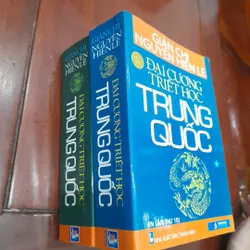 GIẢN CHI
NGUYỄN HIẾN LÊ
ĐẠI CƯƠNG
TRIẾT HỌC
TRUNG
QUỐC
GIẢN CHI
NGUYỄN HIẾN LÊ
ĐẠI CƯƠNG TRIẾT HỌC
TRUNG QUỐC
GIẢN CHI
NGUYỄN HIẾN LÊ
ĐẠI CƯƠNG TRIẾT HỌC
TRUNG QUỐC